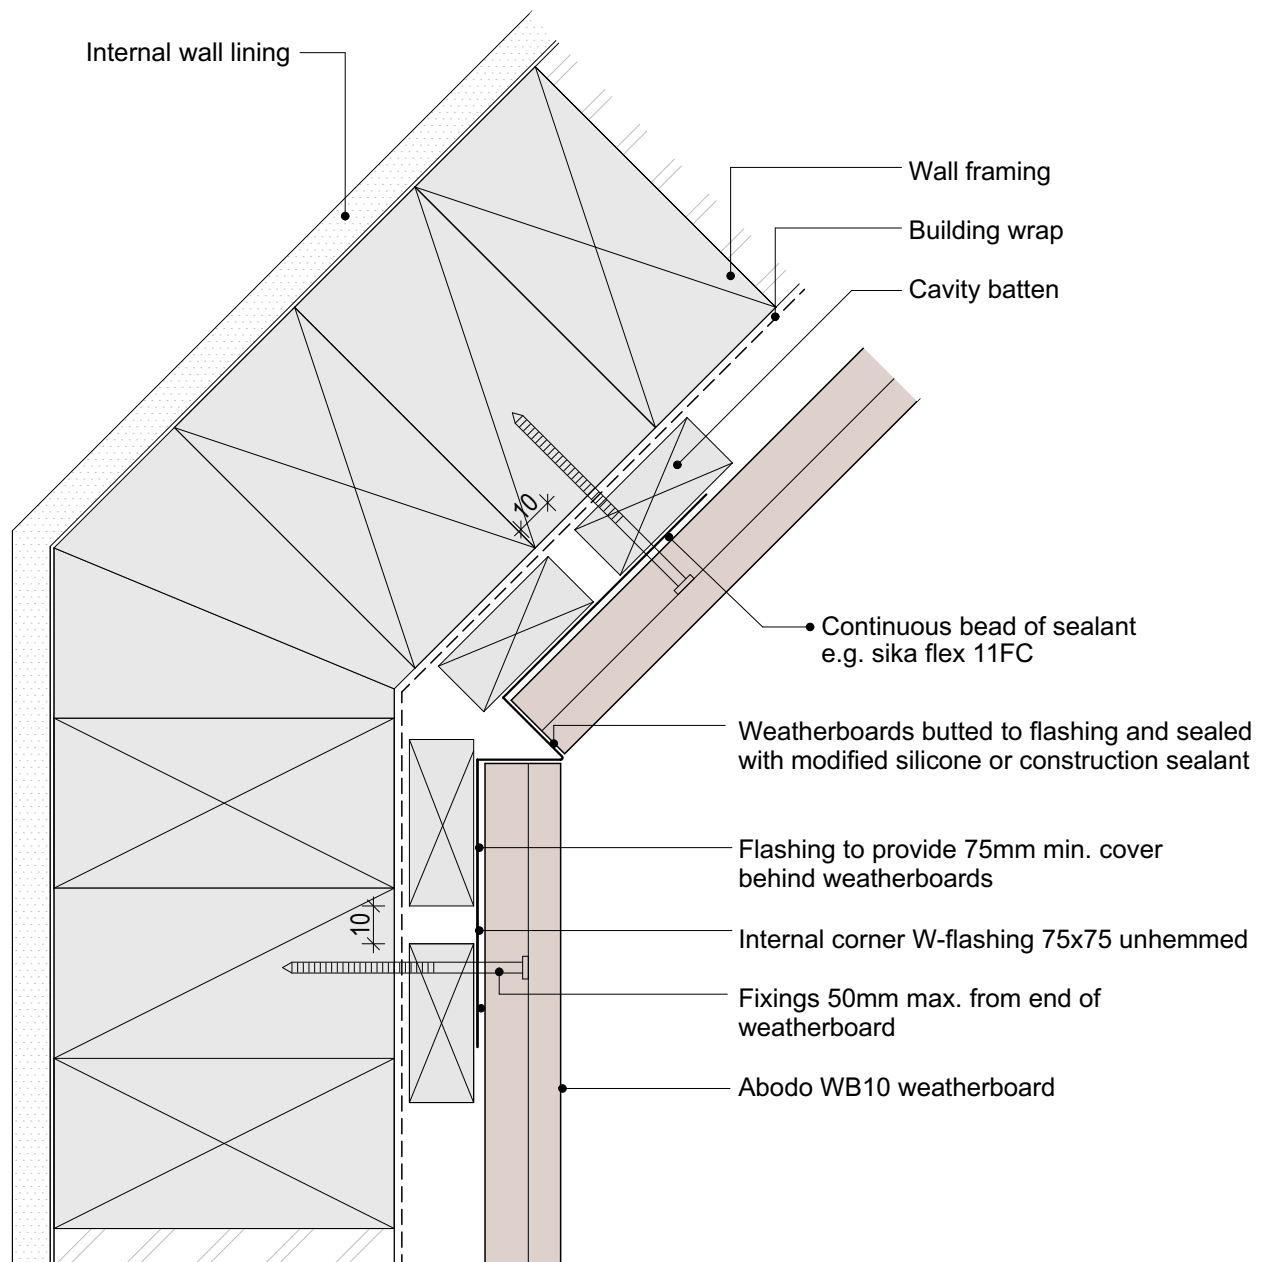 Internal wall lining
Wall framing
Building wrap
Cavity batten
10
Continuous bead of sealant
e.g. sika flex 11FC
Weatherboards butted to flashing and sealed
with modified silicone or construction sealant
Flashing to provide 75mm min. cover
behind weatherboards
10
Internal corner W-flashing 75x75 unhemmed
Fixings 50mm max. from end of
weatherboard
Abodo WB10 weatherboard